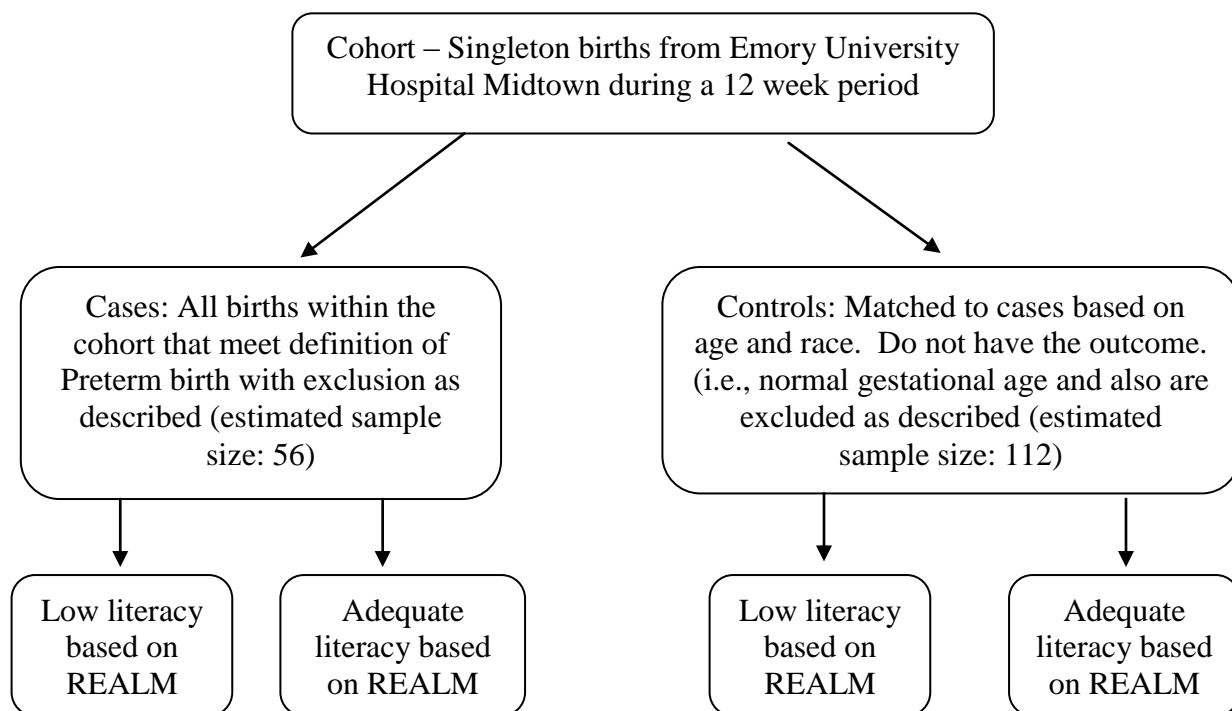 Cohort – Singleton births from Emory University
Hospital Midtown during a 12 week period
Cases: All births within the
cohort that meet definition of
Preterm birth with exclusion as
described (estimated sample
size: 56)
Controls: Matched to cases based on
age and race.  Do not have the outcome.
(i.e., normal gestational age and also are
excluded as described (estimated
sample size: 112)
Low literacy
based on
REALM
Adequate
literacy based
on REALM
Low literacy
based on
REALM
Adequate
literacy based
on REALM